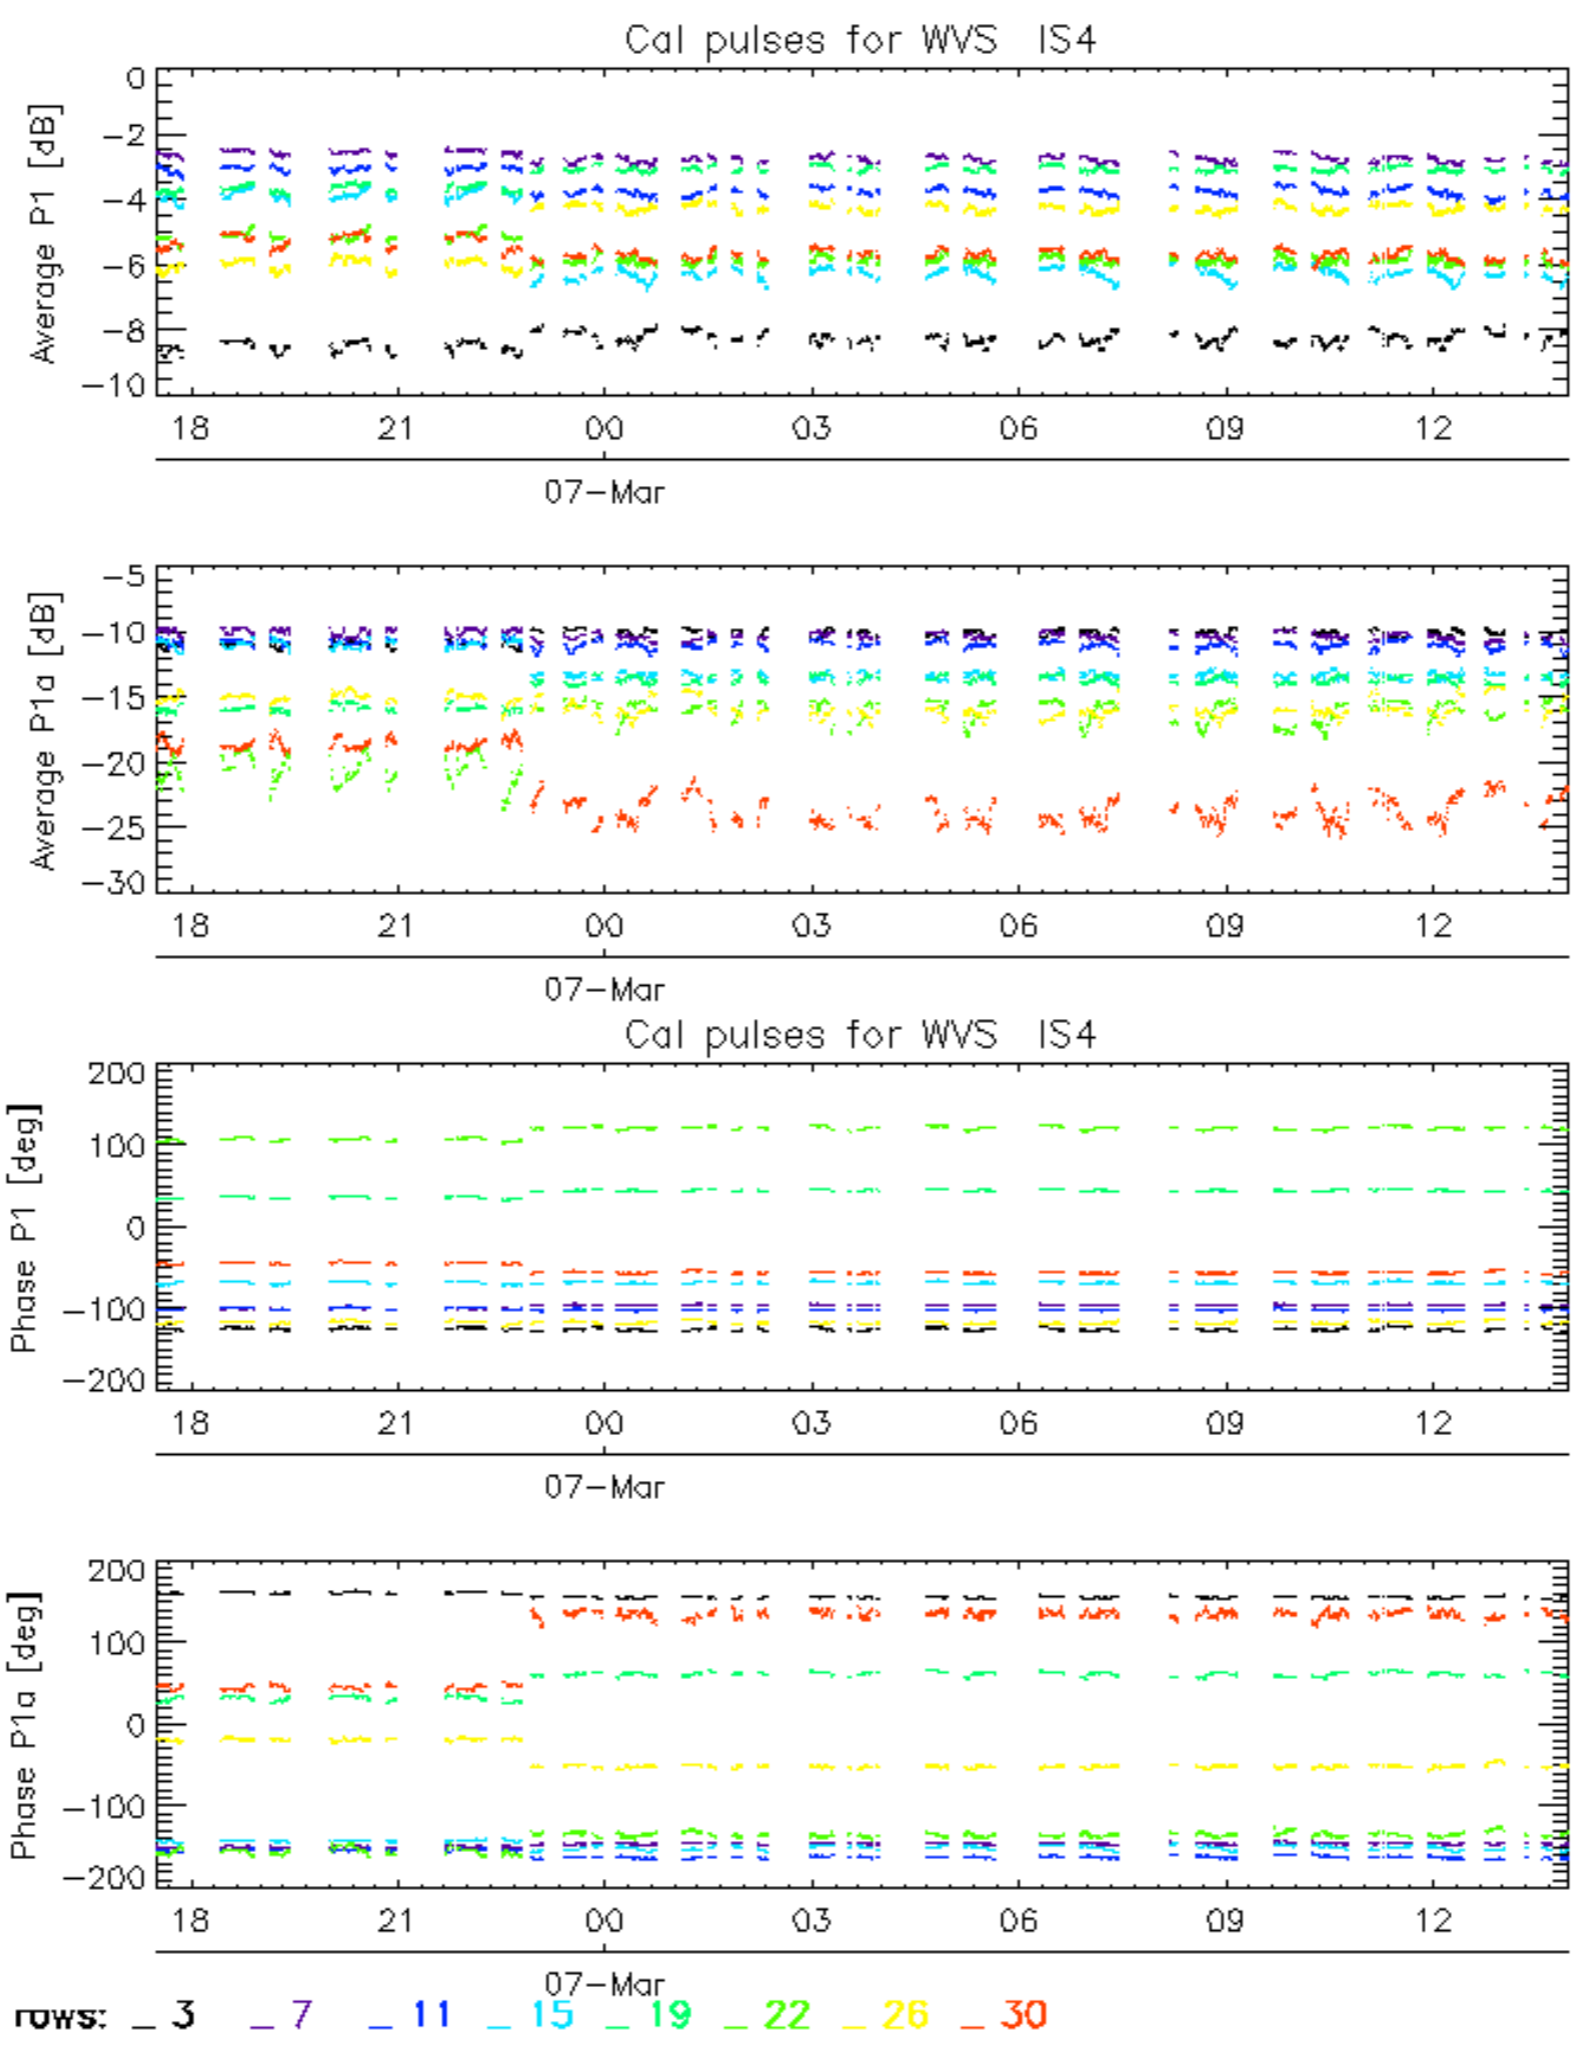 Cal pulses for WVS IS4
Average P1 [dB]
0
−2
−4
−6
−8
−10
18 21 00 03 06 09 12
07−Mar
Average P1a [dB]
−5
−10
−15
−20
−25
−30
18 21 00 03 06 09 12
07−Mar
Cal pulses for WVS IS4
Phase P1 [deg]
200
100
0
−100
−200
18 21 00 03 06 09 12
07−Mar
Phase P1a [deg]
200
100
0
−100
−200
18 21 00 03 06 09 12
07−Mar
rows: _ 3 _ 7 _ 11 _ 15 _ 19 _ 22 _ 26 _ 30